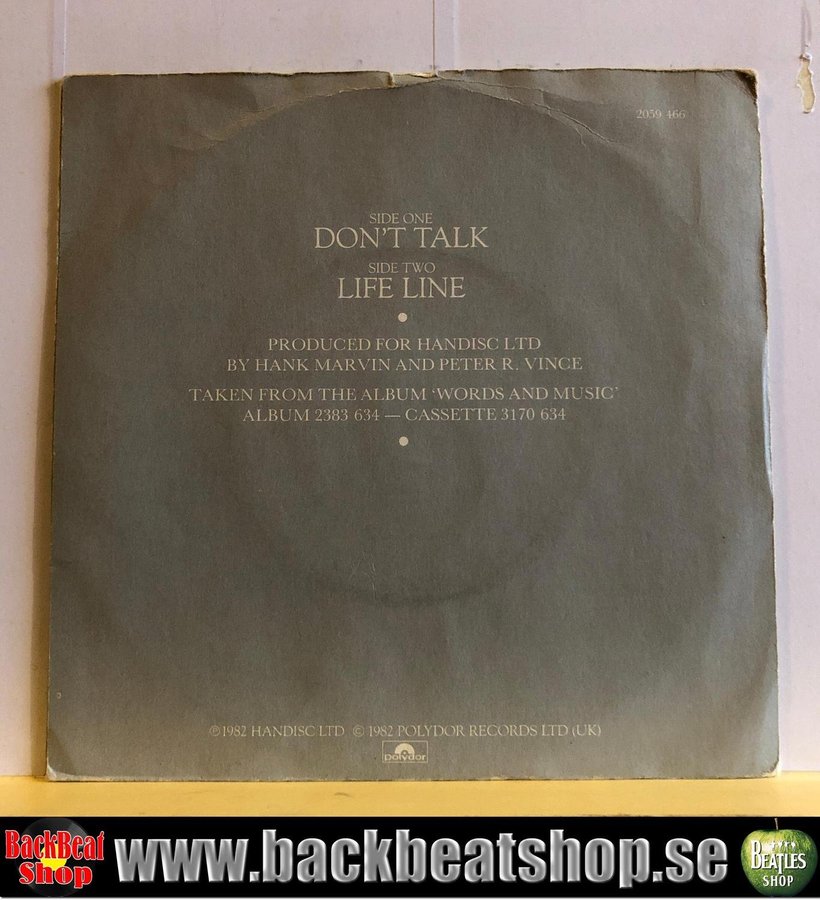 2059 466
SIDE ONE
DON'T TALK
SIDE TWO
LIFE LINE
PRODUCED FOR HANDISC LTD
BY HANK MARVIN AND PETER R. VINCE
TAKEN FROM THE ALBUM 'WORDS AND MUSIC'
ALBUM 2383 634 — CASSETTE 3170 634
℗1982 HANDISC LTD © 1982 POLYDOR RECORDS LTD (UK)
polydor
BackBeat
Shop
www.backbeatshop.se
BEATLES
SHOP